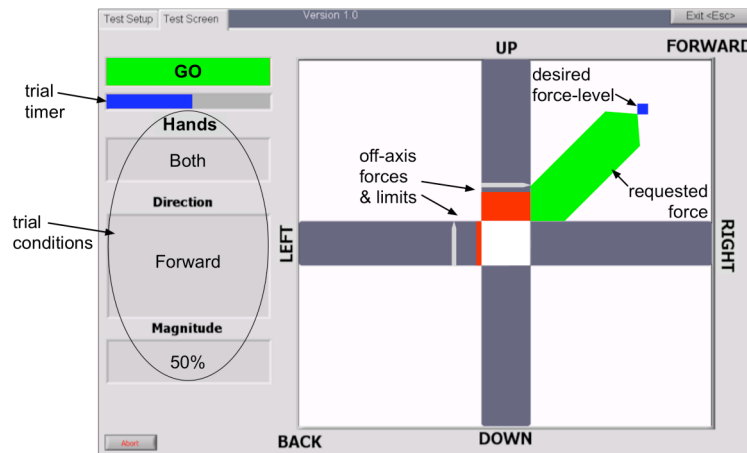 Test Setup
Test Screen
Version 1.0
Exit <Esc>
UP
FORWARD
GO
trial
timer
desired
force-level
Hands
Both
off-axis
forces
& limits
Direction
requested
force
trial
conditions
LEFT
RIGHT
Forward
Magnitude
50%
Abort
BACK
DOWN